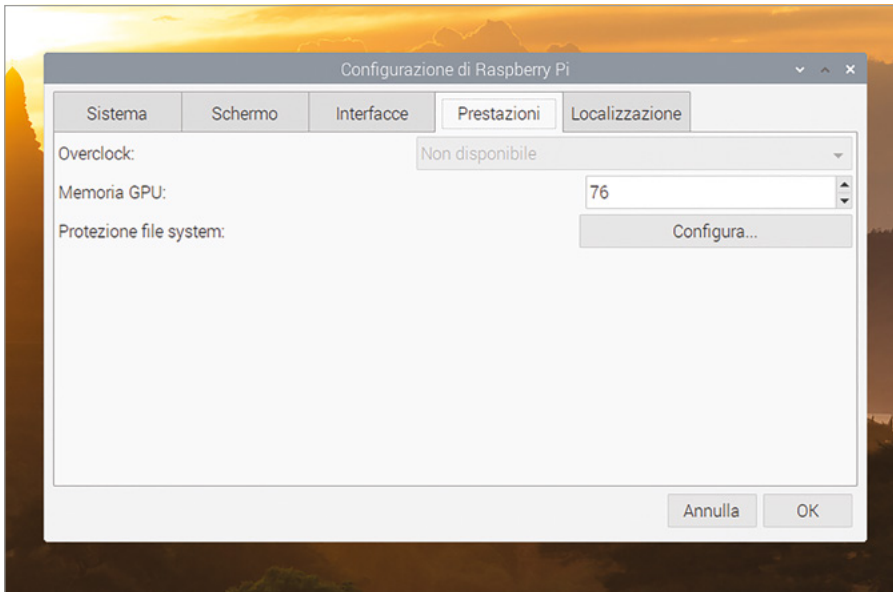 Configurazione di Raspberry Pi
Sistema Schermo Interfacce Prestazioni Localizzazione
Overclock: Non disponibile
Memoria GPU: 76
Protezione file system: Configura...
Annulla OK